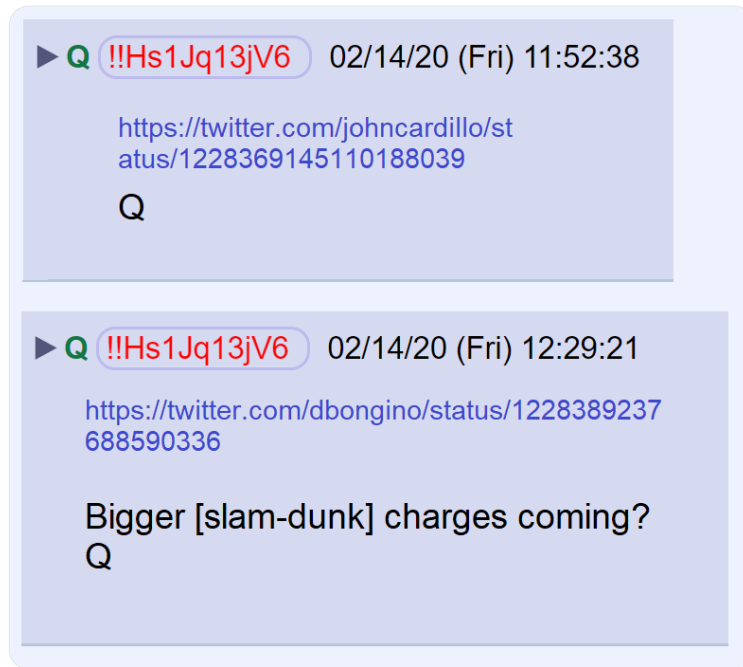 ▶ Q !!Hs1Jq13jV6 02/14/20 (Fri) 11:52:38
https://twitter.com/johncardillo/st
atus/1228369145110188039
Q
▶ Q !!Hs1Jq13jV6 02/14/20 (Fri) 12:29:21
https://twitter.com/dbongino/status/1228389237
688590336
Bigger [slam-dunk] charges coming?
Q